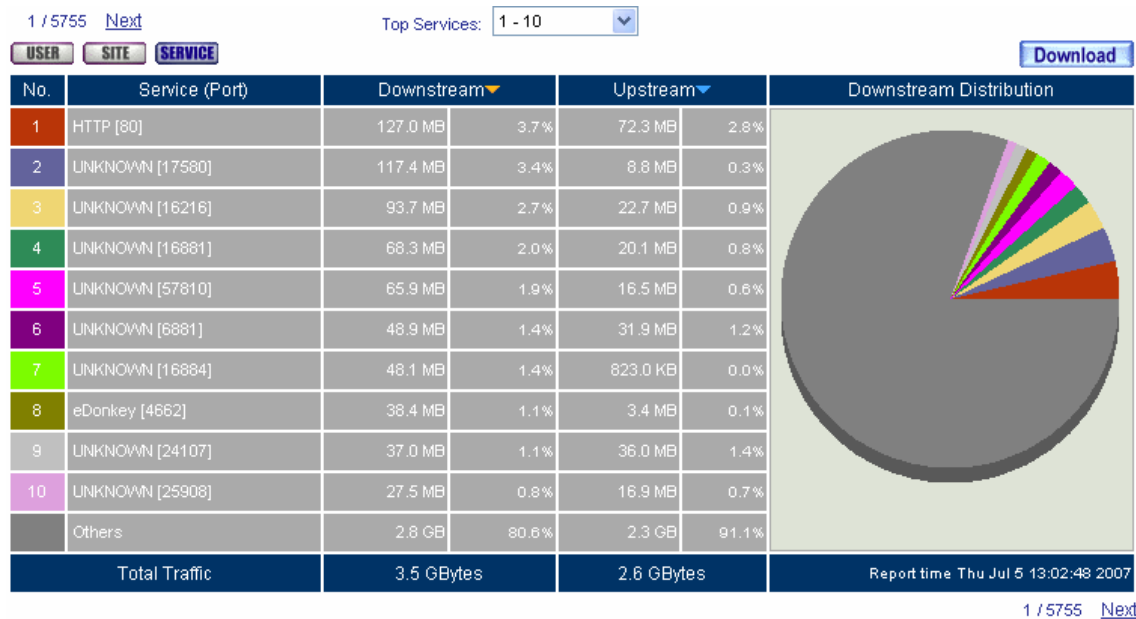 1 / 5755 Next Top Services: 1 - 10
USER SITE SERVICE Download
No. Service (Port) Downstream Upstream Downstream Distribution
1 HTTP [80] 127.0 MB 3.7% 72.3 MB 2.8%
2 UNKNOWN [17580] 117.4 MB 3.4% 8.8 MB 0.3%
3 UNKNOWN [16216] 93.7 MB 2.7% 22.7 MB 0.9%
4 UNKNOWN [16881] 68.3 MB 2.0% 20.1 MB 0.8%
5 UNKNOWN [57810] 65.9 MB 1.9% 16.5 MB 0.6%
6 UNKNOWN [6881] 48.9 MB 1.4% 31.9 MB 1.2%
7 UNKNOWN [16884] 48.1 MB 1.4% 823.0 KB 0.0%
8 eDonkey [4662] 38.4 MB 1.1% 3.4 MB 0.1%
9 UNKNOWN [24107] 37.0 MB 1.1% 36.0 MB 1.4%
10 UNKNOWN [25908] 27.5 MB 0.8% 16.9 MB 0.7%
Others 2.8 GB 80.6% 2.3 GB 91.1%
Total Traffic 3.5 GBytes 2.6 GBytes Report time Thu Jul 5 13:02:48 2007
1 / 5755 Next